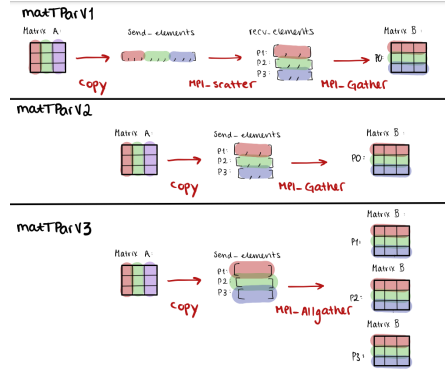 matTParV1
Matrix A: send_elements recv_elements Matrix B :
P1:
P2:
P3:
P0:
copy MPI_scatter MPI_Gather
matTParV2
Matrix A: send_elements Matrix B :
P1:
P2:
P3:
P0:
copy MPI_Gather
matTParV3
Matrix B :
P1:
Matrix A: send_elements
P1:
P2
P3:
Matrix B
P2:
copy MPI_Allgather
Matrix B
P3: